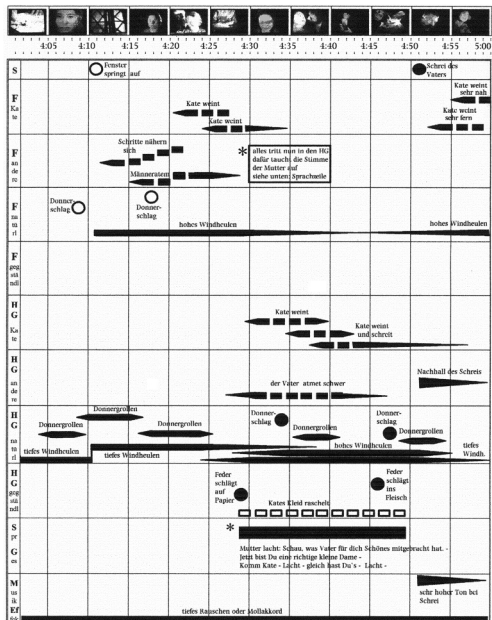 4:05 4:10 4:15 4:20 4:25 4:30 4:35 4:40 4:45 4:50 4:55 5:00
S
Fenster
springt auf
Schrei des
Vaters
F
Ka
te
Kate weint
Kate weint
Kate weint
sehr nah
Kate weint
sehr fern
F
an
de
re
Schritte nähern
sich
Männeratem
*
alles tritt nun in den HG
dafür taucht die Stimme
der Mutter auf
siehe unten: Sprachzeile
F
na
tü
rl
Donner-
schlag
Donner-
schlag
hohes Windheulen
hohes Windheulen
F
geg
stä
ndl
H
G
Ka
te
Kate weint
Kate weint
und schreit
H
G
an
de
re
der Vater atmet schwer
Nachhall des Schreis
H
G
na
tü
rl
Donnergrollen
Donnergrollen
Donnergrollen
Donner-
schlag
Donnergrollen
Donner-
schlag
Donnergrollen
tiefes Windheulen
tiefes Windheulen
hohes Windheulen
tiefes
Windh.
H
G
geg
stä
ndl
Feder
schlägt
auf
Papier
Kates Kleid raschelt
Feder
schlägt
ins
Fleisch
S
pr
G
es
*
Mutter lacht: Schau, was Vater für dich Schönes mitgebracht hat. -
Jetzt bist Du eine richtige kleine Dame -
Komm Kate - Lacht - gleich hast Du`s - Lacht -
M
us
ik
sehr hoher Ton bei
Schrei
Ef
tiefes Rauschen oder Mollakkord